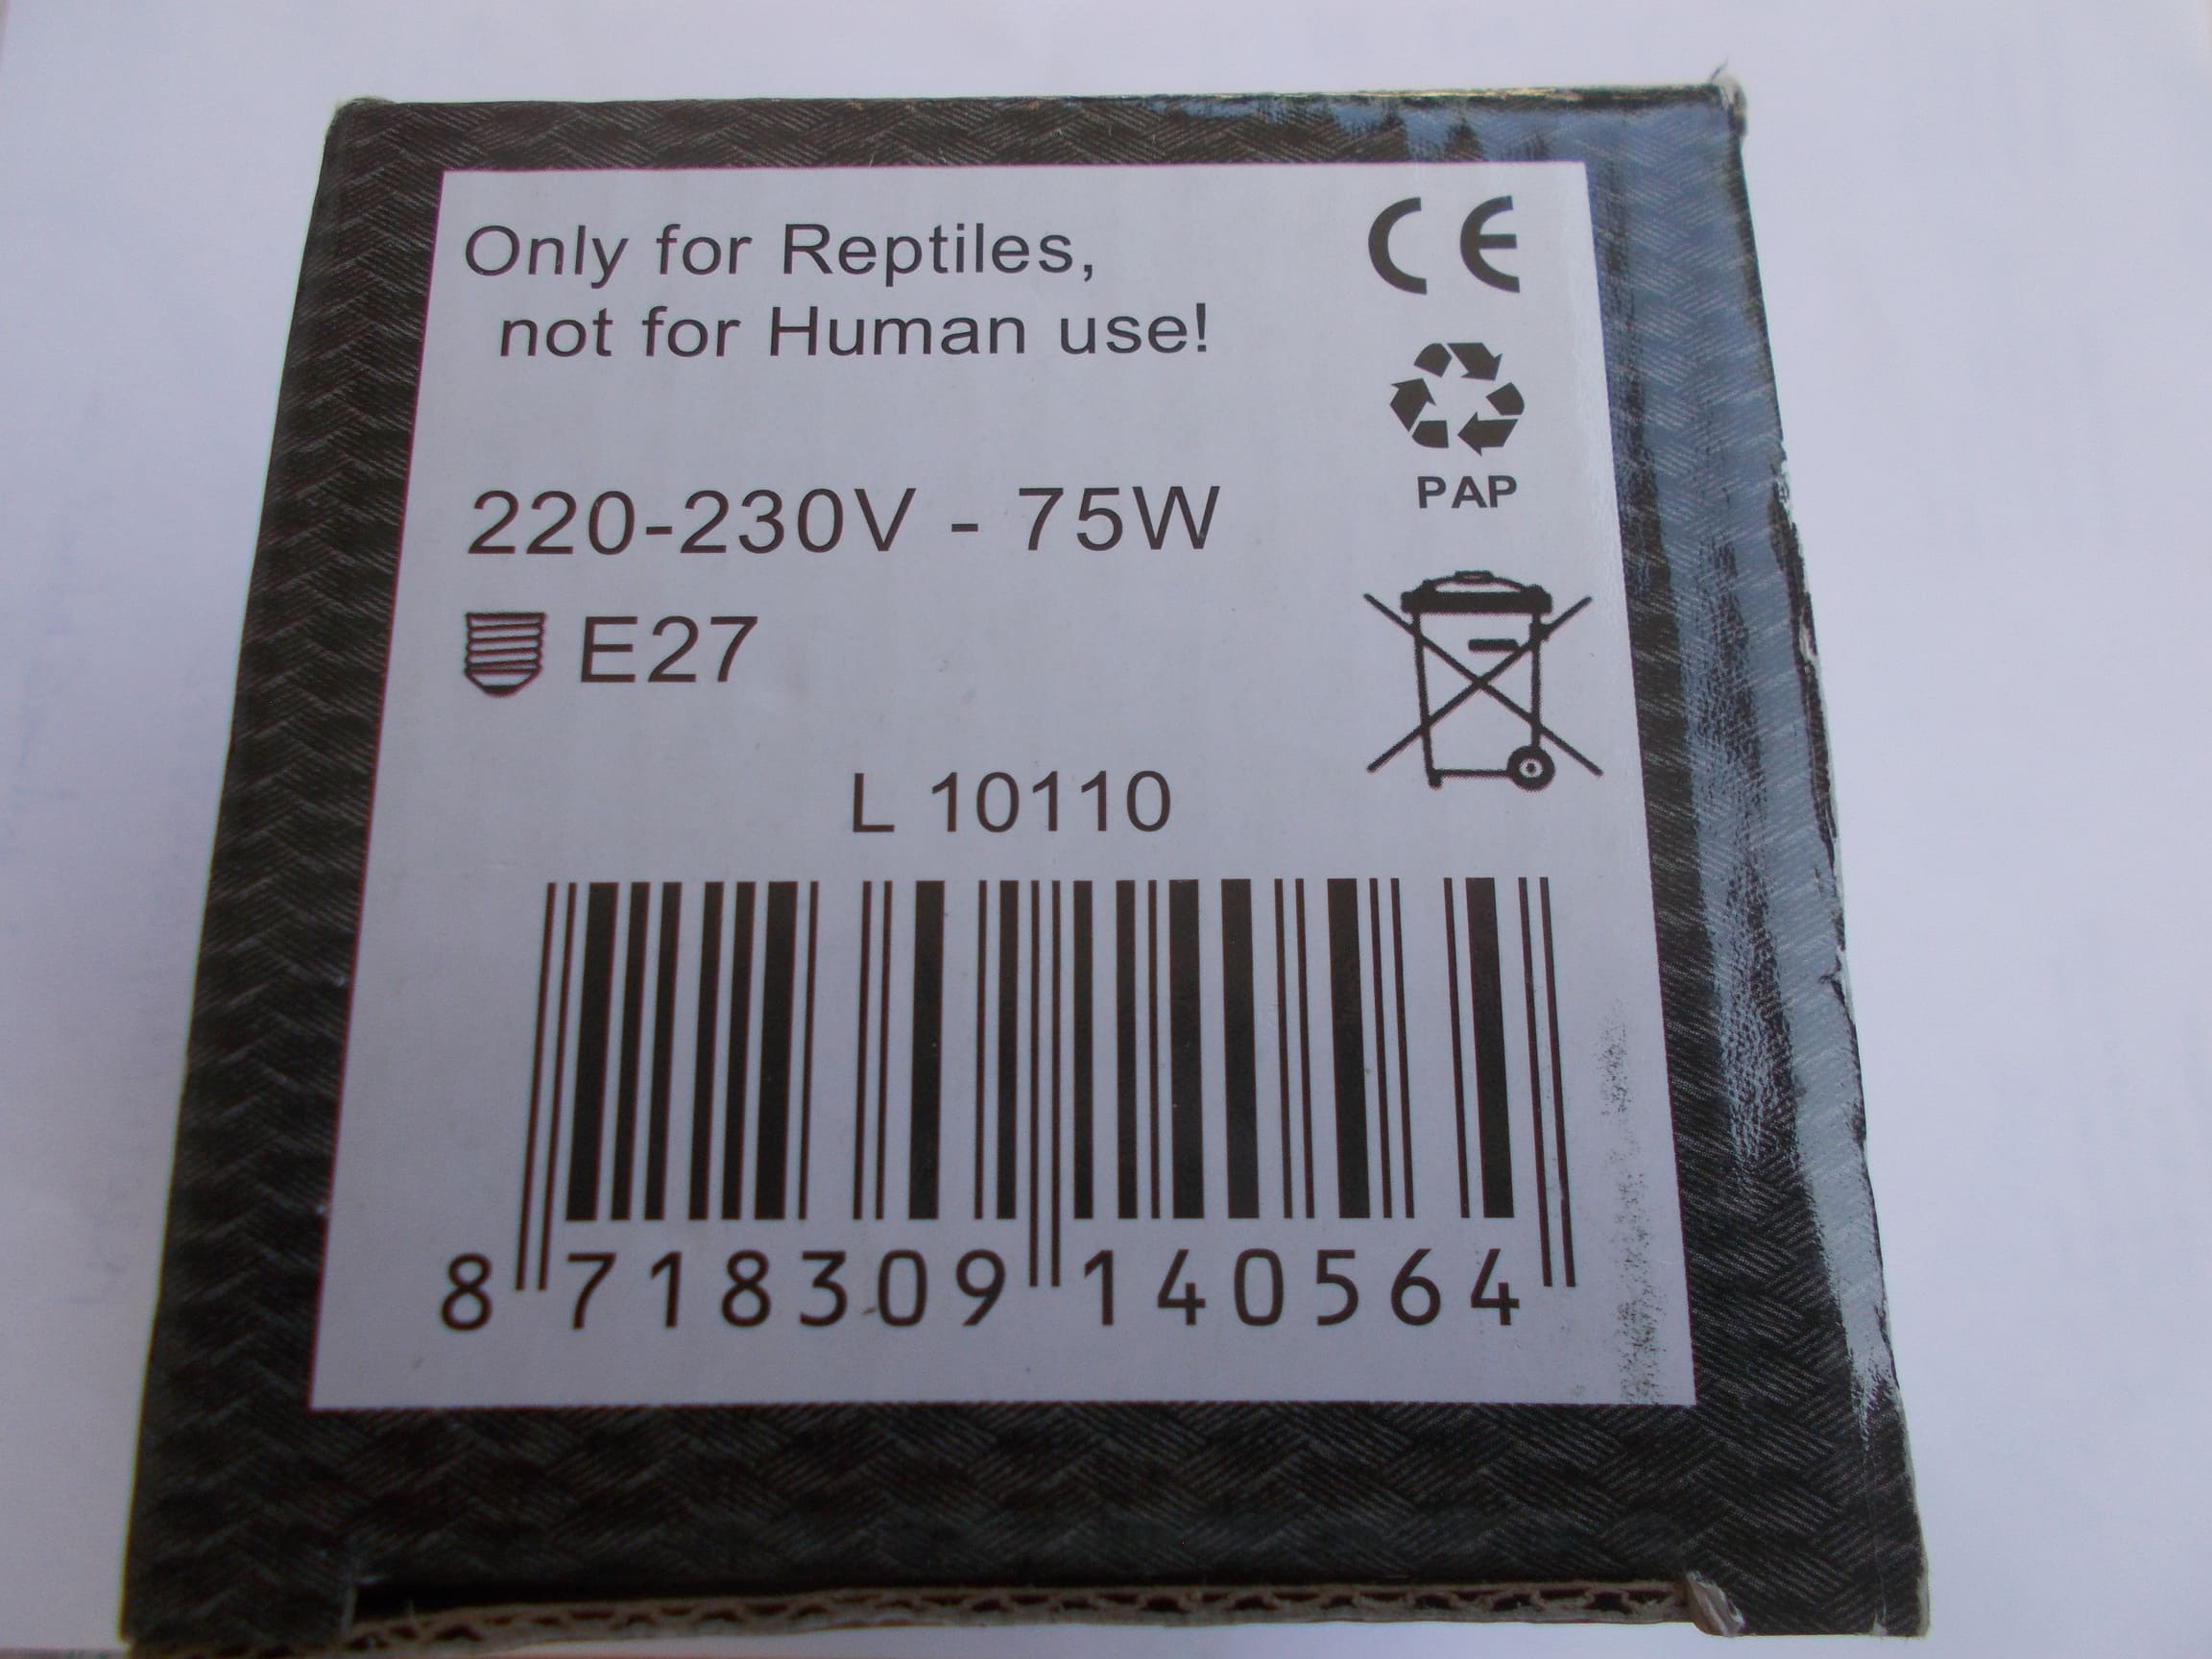 Only for Reptiles,
not for Human use!
CE
PAP
220-230V - 75W
E27
L 10110
8 718309 140564